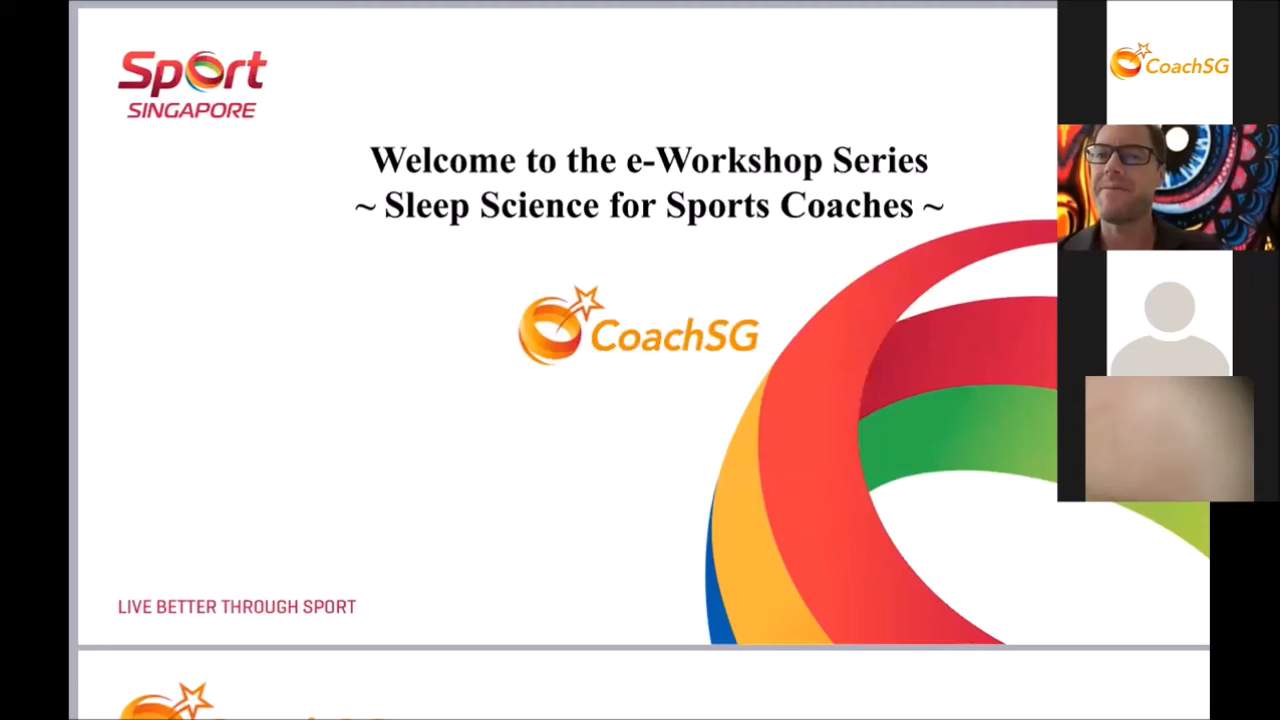 Sport
SINGAPORE
Welcome to the e-Workshop Series
~ Sleep Science for Sports Coaches ~
CoachSG
LIVE BETTER THROUGH SPORT
CoachSG